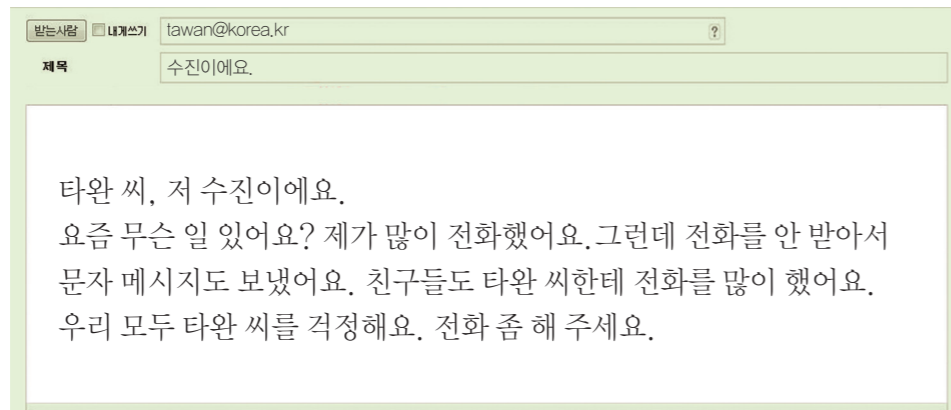 받는사람 내게쓰기 tawan@korea.kr ?
제목 수진이에요.
타완 씨, 저 수진이에요.
요즘 무슨 일 있어요? 제가 많이 전화했어요.그런데 전화를 안 받아서
문자 메시지도 보냈어요. 친구들도 타완 씨한테 전화를 많이 했어요.
우리 모두 타완 씨를 걱정해요. 전화 좀 해 주세요.